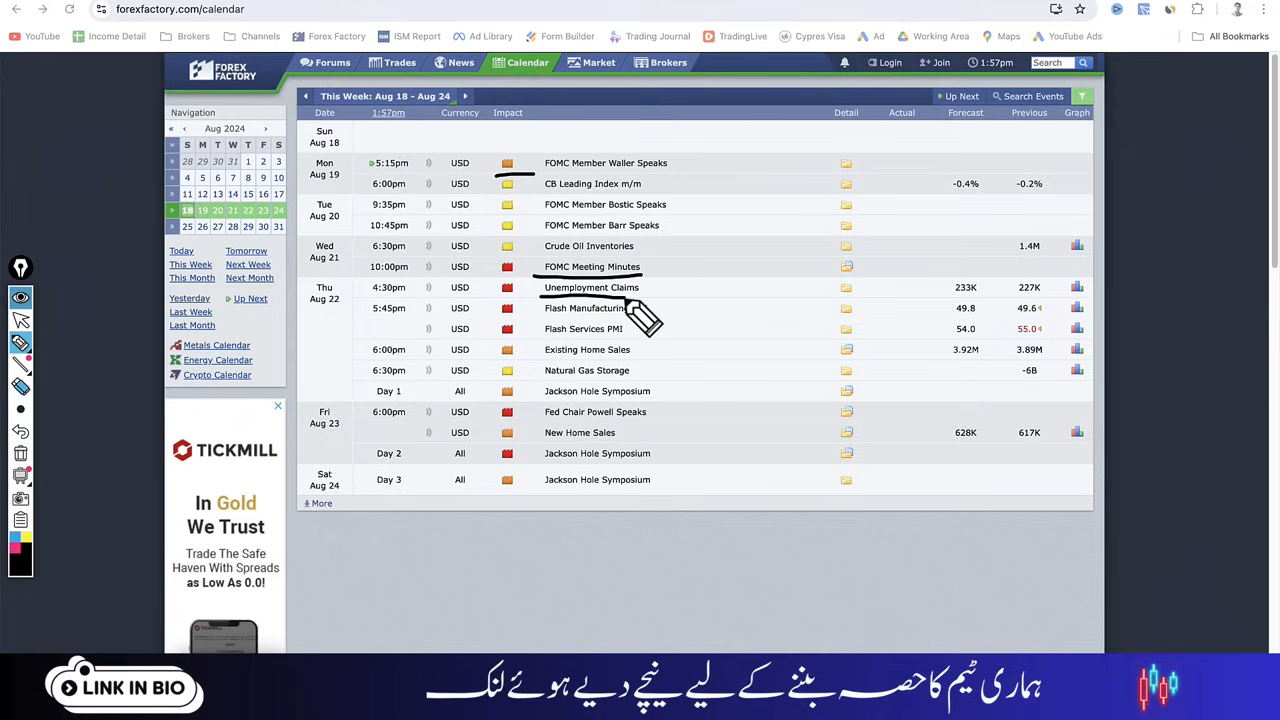 forexfactory.com/calendar
YouTube Income Detail Brokers Channels Forex Factory ISM Report Ad Library Form Builder Trading Journal TradingLive Cypres Visa Ad Working Area Maps YouTube Ads All Bookmarks
FOREX FACTORY Forums Trades News Calendar Market Brokers Login Join 1:57pm Search
Navigation
« ‹ Aug 2024 ›
S M T W T F S
28 29 30 31 1 2 3
4 5 6 7 8 9 10
11 12 13 14 15 16 17
18 19 20 21 22 23 24
25 26 27 28 29 30 31
Today Tomorrow
This Week Next Week
This Month Next Month
Yesterday Up Next
Last Week
Last Month
Metals Calendar
Energy Calendar
Crypto Calendar
TICKMILL
In Gold
We Trust
Trade The Safe
Haven With Spreads
as Low As 0.0!
This Week: Aug 18 - Aug 24 Up Next Search Events
Date 1:57pm Currency Impact Detail Actual Forecast Previous Graph
Sun Aug 18
Mon Aug 19 5:15pm USD FOMC Member Waller Speaks
6:00pm USD CB Leading Index m/m -0.4% -0.2%
Tue Aug 20 9:35pm USD FOMC Member Bostic Speaks
10:45pm USD FOMC Member Barr Speaks
Wed Aug 21 6:30pm USD Crude Oil Inventories 1.4M
10:00pm USD FOMC Meeting Minutes
Thu Aug 22 4:30pm USD Unemployment Claims 233K 227K
5:45pm USD Flash Manufacturin 49.8 49.6
USD Flash Services PMI 54.0 55.0
6:00pm USD Existing Home Sales 3.92M 3.89M
6:30pm USD Natural Gas Storage -6B
Day 1 All Jackson Hole Symposium
Fri Aug 23 6:00pm USD Fed Chair Powell Speaks
USD New Home Sales 628K 617K
Day 2 All Jackson Hole Symposium
Sat Aug 24 Day 3 All Jackson Hole Symposium
More
LINK IN BIO
ہماری ٹیم کا حصہ بننے کے لیے نیچے دیے ہوئے لنک